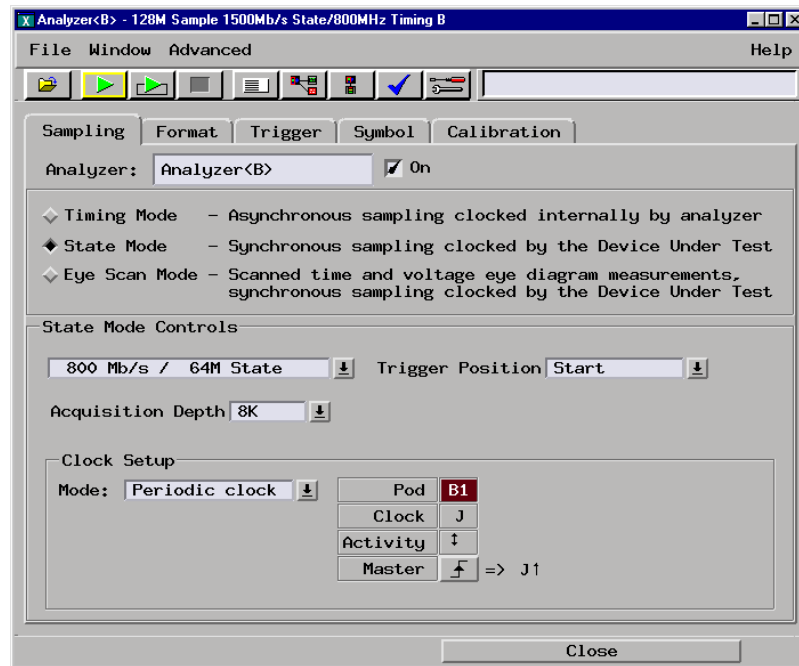 Analyzer<B> - 128M Sample 1500Mb/s State/800MHz Timing B
File Window Advanced Help
Sampling Format Trigger Symbol Calibration
Analyzer: Analyzer<B> On
Timing Mode - Asynchronous sampling clocked internally by analyzer
State Mode - Synchronous sampling clocked by the Device Under Test
Eye Scan Mode - Scanned time and voltage eye diagram measurements,
synchronous sampling clocked by the Device Under Test
State Mode Controls
800 Mb/s / 64M State Trigger Position Start
Acquisition Depth 8K
Clock Setup
Mode: Periodic clock Pod B1
Clock J
Activity ↕
Master => J↑
Close